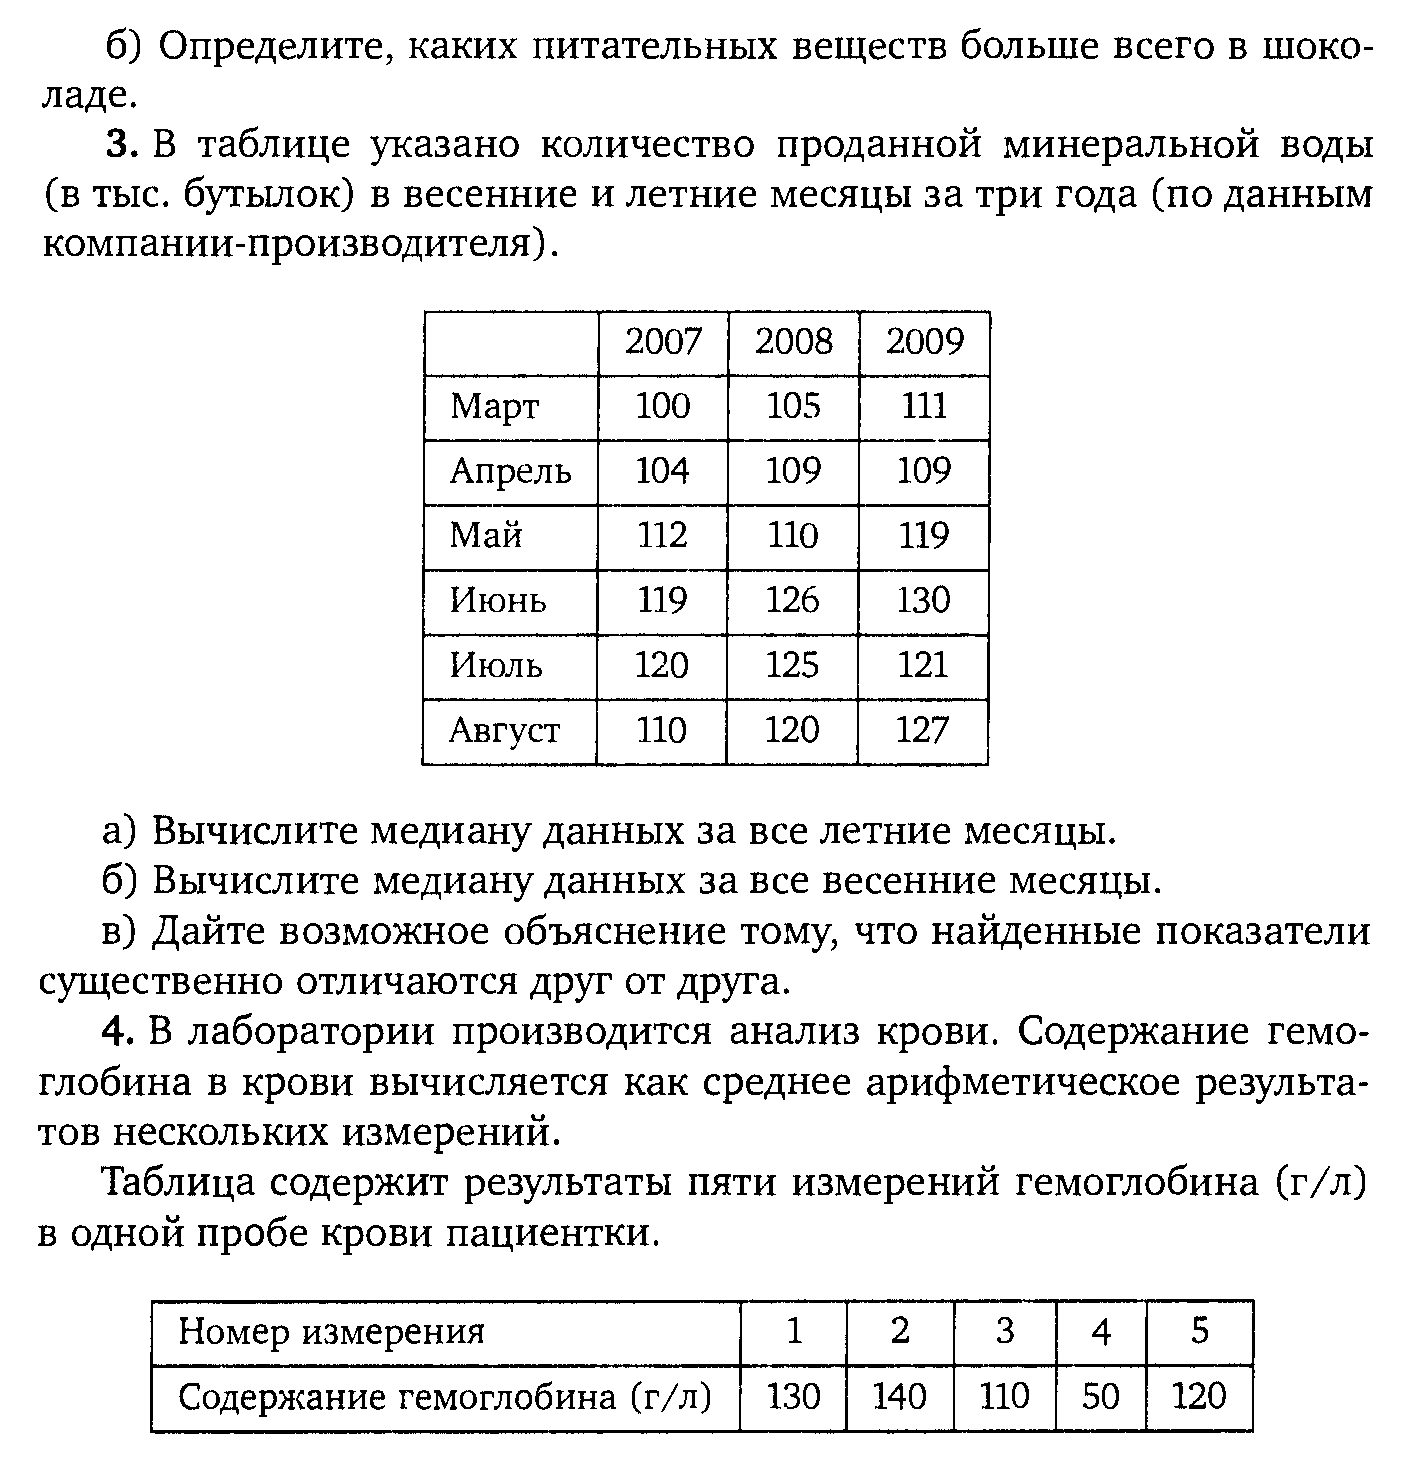 б) Определите, каких питательных веществ больше всего в шоко-
ладе.
3. В таблице указано количество проданной минеральной воды
(в тыс. бутылок) в весенние и летние месяцы за три года (по данным
компании-производителя).
2007 2008 2009
Март 100 105 111
Апрель 104 109 109
Май 112 110 119
Июнь 119 126 130
Июль 120 125 121
Август 110 120 127
а) Вычислите медиану данных за все летние месяцы.
б) Вычислите медиану данных за все весенние месяцы.
в) Дайте возможное объяснение тому, что найденные показатели
существенно отличаются друг от друга.
4. В лаборатории производится анализ крови. Содержание гемо-
глобина в крови вычисляется как среднее арифметическое результа-
тов нескольких измерений.
Таблица содержит результаты пяти измерений гемоглобина (г/л)
в одной пробе крови пациентки.
Номер измерения 1 2 3 4 5
Содержание гемоглобина (г/л) 130 140 110 50 120